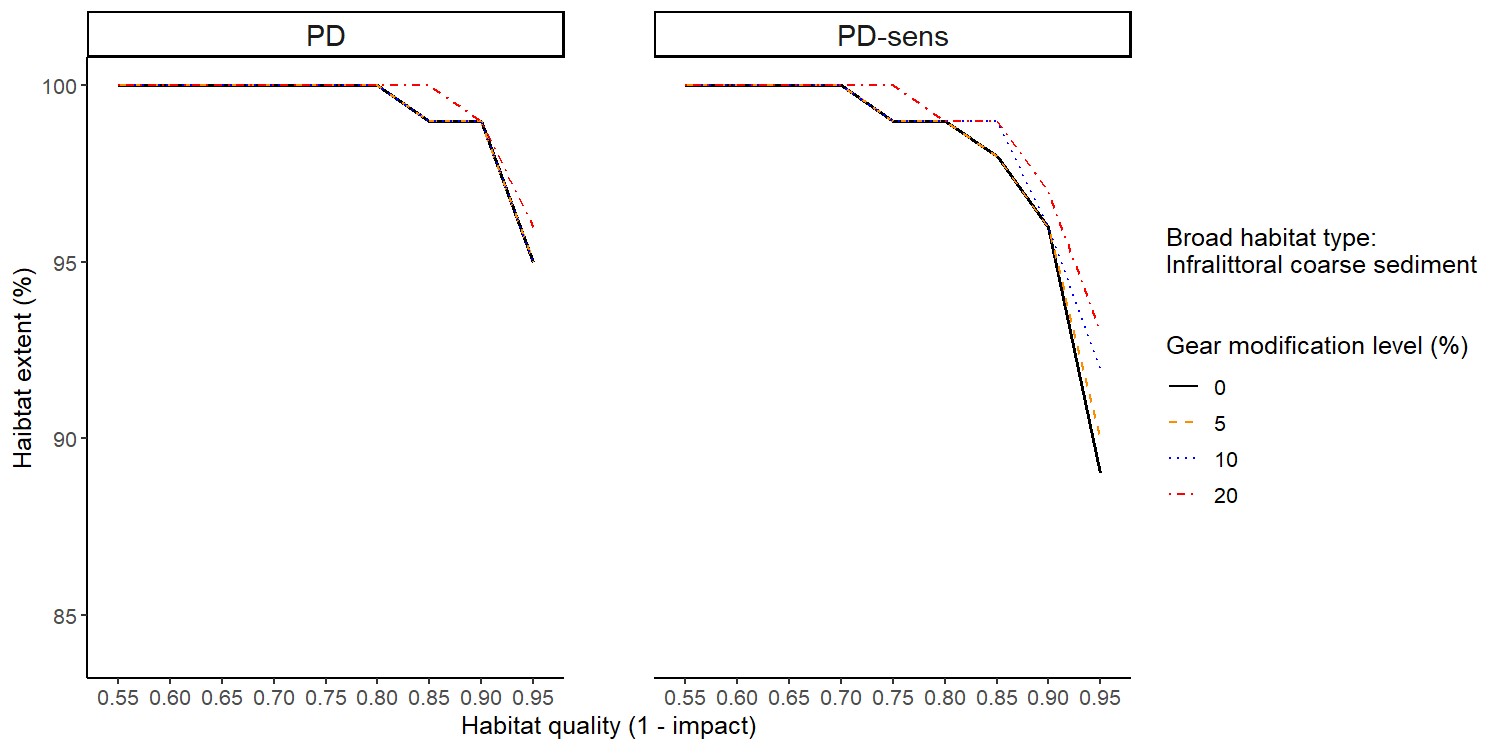 PD
PD-sens
Haibtat extent (%)
100
95
90
85
0.55 0.60 0.65 0.70 0.75 0.80 0.85 0.90 0.95
0.55 0.60 0.65 0.70 0.75 0.80 0.85 0.90 0.95
Habitat quality (1 - impact)
Broad habitat type:
Infralittoral coarse sediment
Gear modification level (%)
0
5
10
20